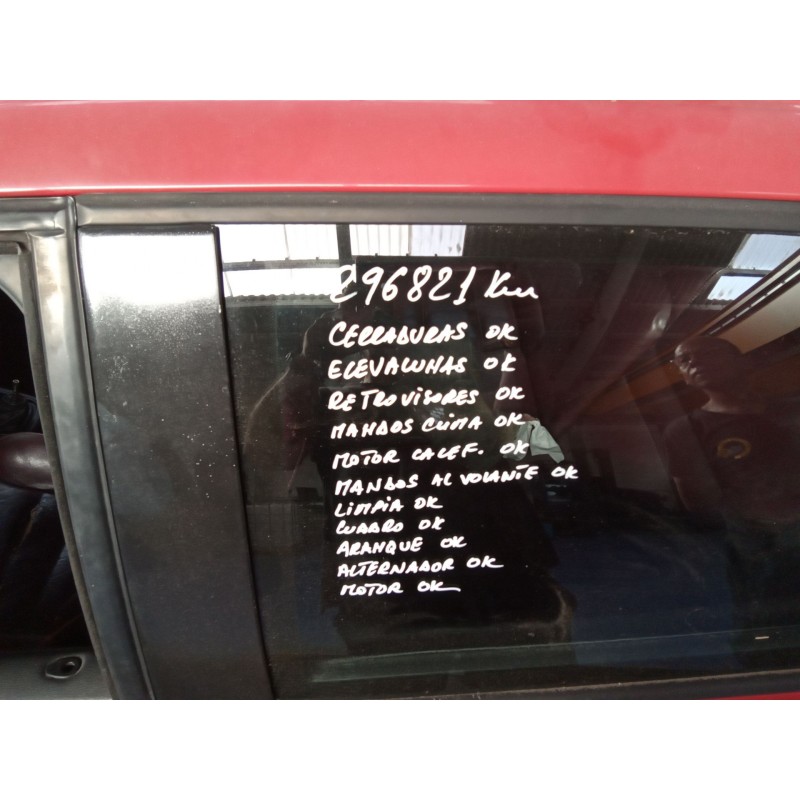 296821 Km
CERRADURAS OK
ELEVALUNAS OK
RETROVISORES OK
MANDOS CLIMA OK
MOTOR CALEF. OK
MANDOS AL VOLANTE OK
LIMPIA OK
CUADRO OK
ARANQUE OK
ALTERNADOR OK
MOTOR OK